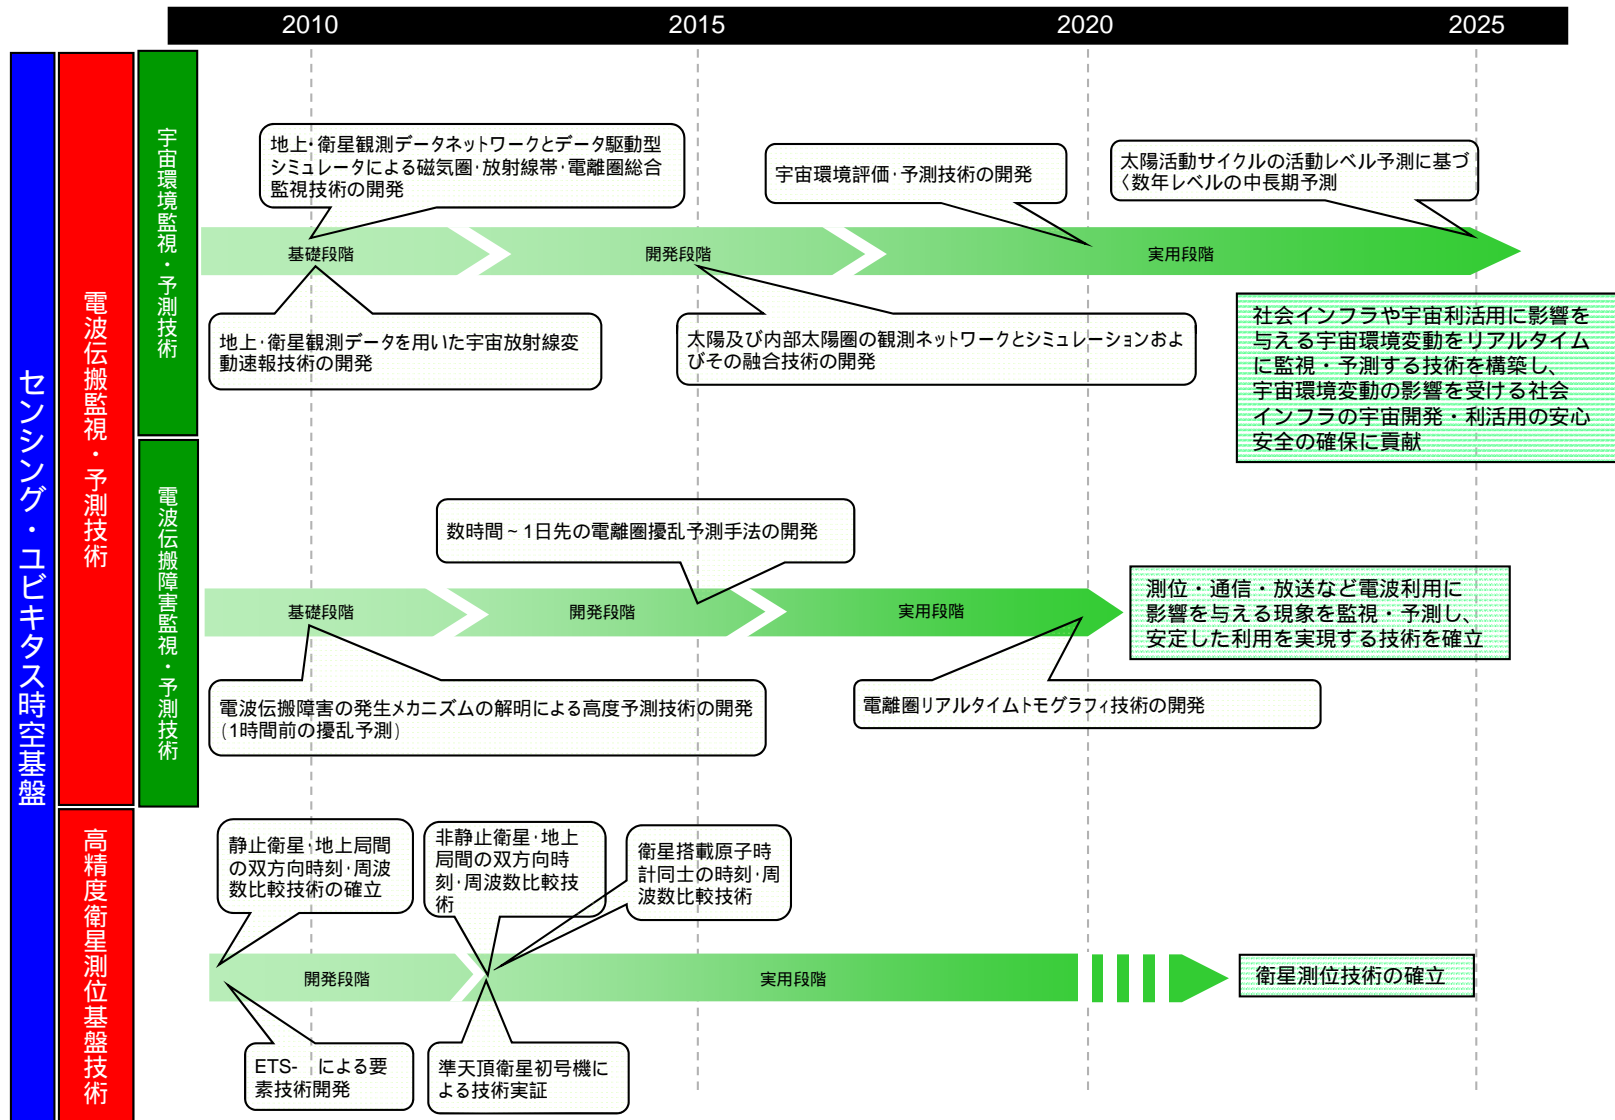 2010
2015
2020
2025
センシング・ユビキタス時空基盤
電波伝搬監視・予測技術
宇宙環境監視・予測技術
地上・衛星観測データネットワークとデータ駆動型
シミュレータによる磁気圏・放射線帯・電離圏総合
監視技術の開発
宇宙環境評価・予測技術の開発
太陽活動サイクルの活動レベル予測に基づ
く数年レベルの中長期予測
基礎段階
開発段階
実用段階
地上・衛星観測データを用いた宇宙放射線変
動速報技術の開発
太陽及び内部太陽圏の観測ネットワークとシミュレーションおよ
びその融合技術の開発
社会インフラや宇宙利活用に影響を
与える宇宙環境変動をリアルタイム
に監視・予測する技術を構築し、
宇宙環境変動の影響を受ける社会
インフラの宇宙開発・利活用の安心
安全の確保に貢献
電波伝搬障害監視・予測技術
数時間~1日先の電離圏擾乱予測手法の開発
基礎段階
開発段階
実用段階
測位・通信・放送など電波利用に
影響を与える現象を監視・予測し、
安定した利用を実現する技術を確立
電波伝搬障害の発生メカニズムの解明による高度予測技術の開発
(1時間前の擾乱予測)
電離圏リアルタイムトモグラフィ技術の開発
高精度衛星測位基盤技術
静止衛星・地上局間
の双方向時刻・周波
数比較技術の確立
非静止衛星・地上
局間の双方向時
刻・周波数比較技
術
衛星搭載原子時
計同士の時刻・周
波数比較技術
開発段階
実用段階
衛星測位技術の確立
ETS-　による要
素技術開発
準天頂衛星初号機に
よる技術実証